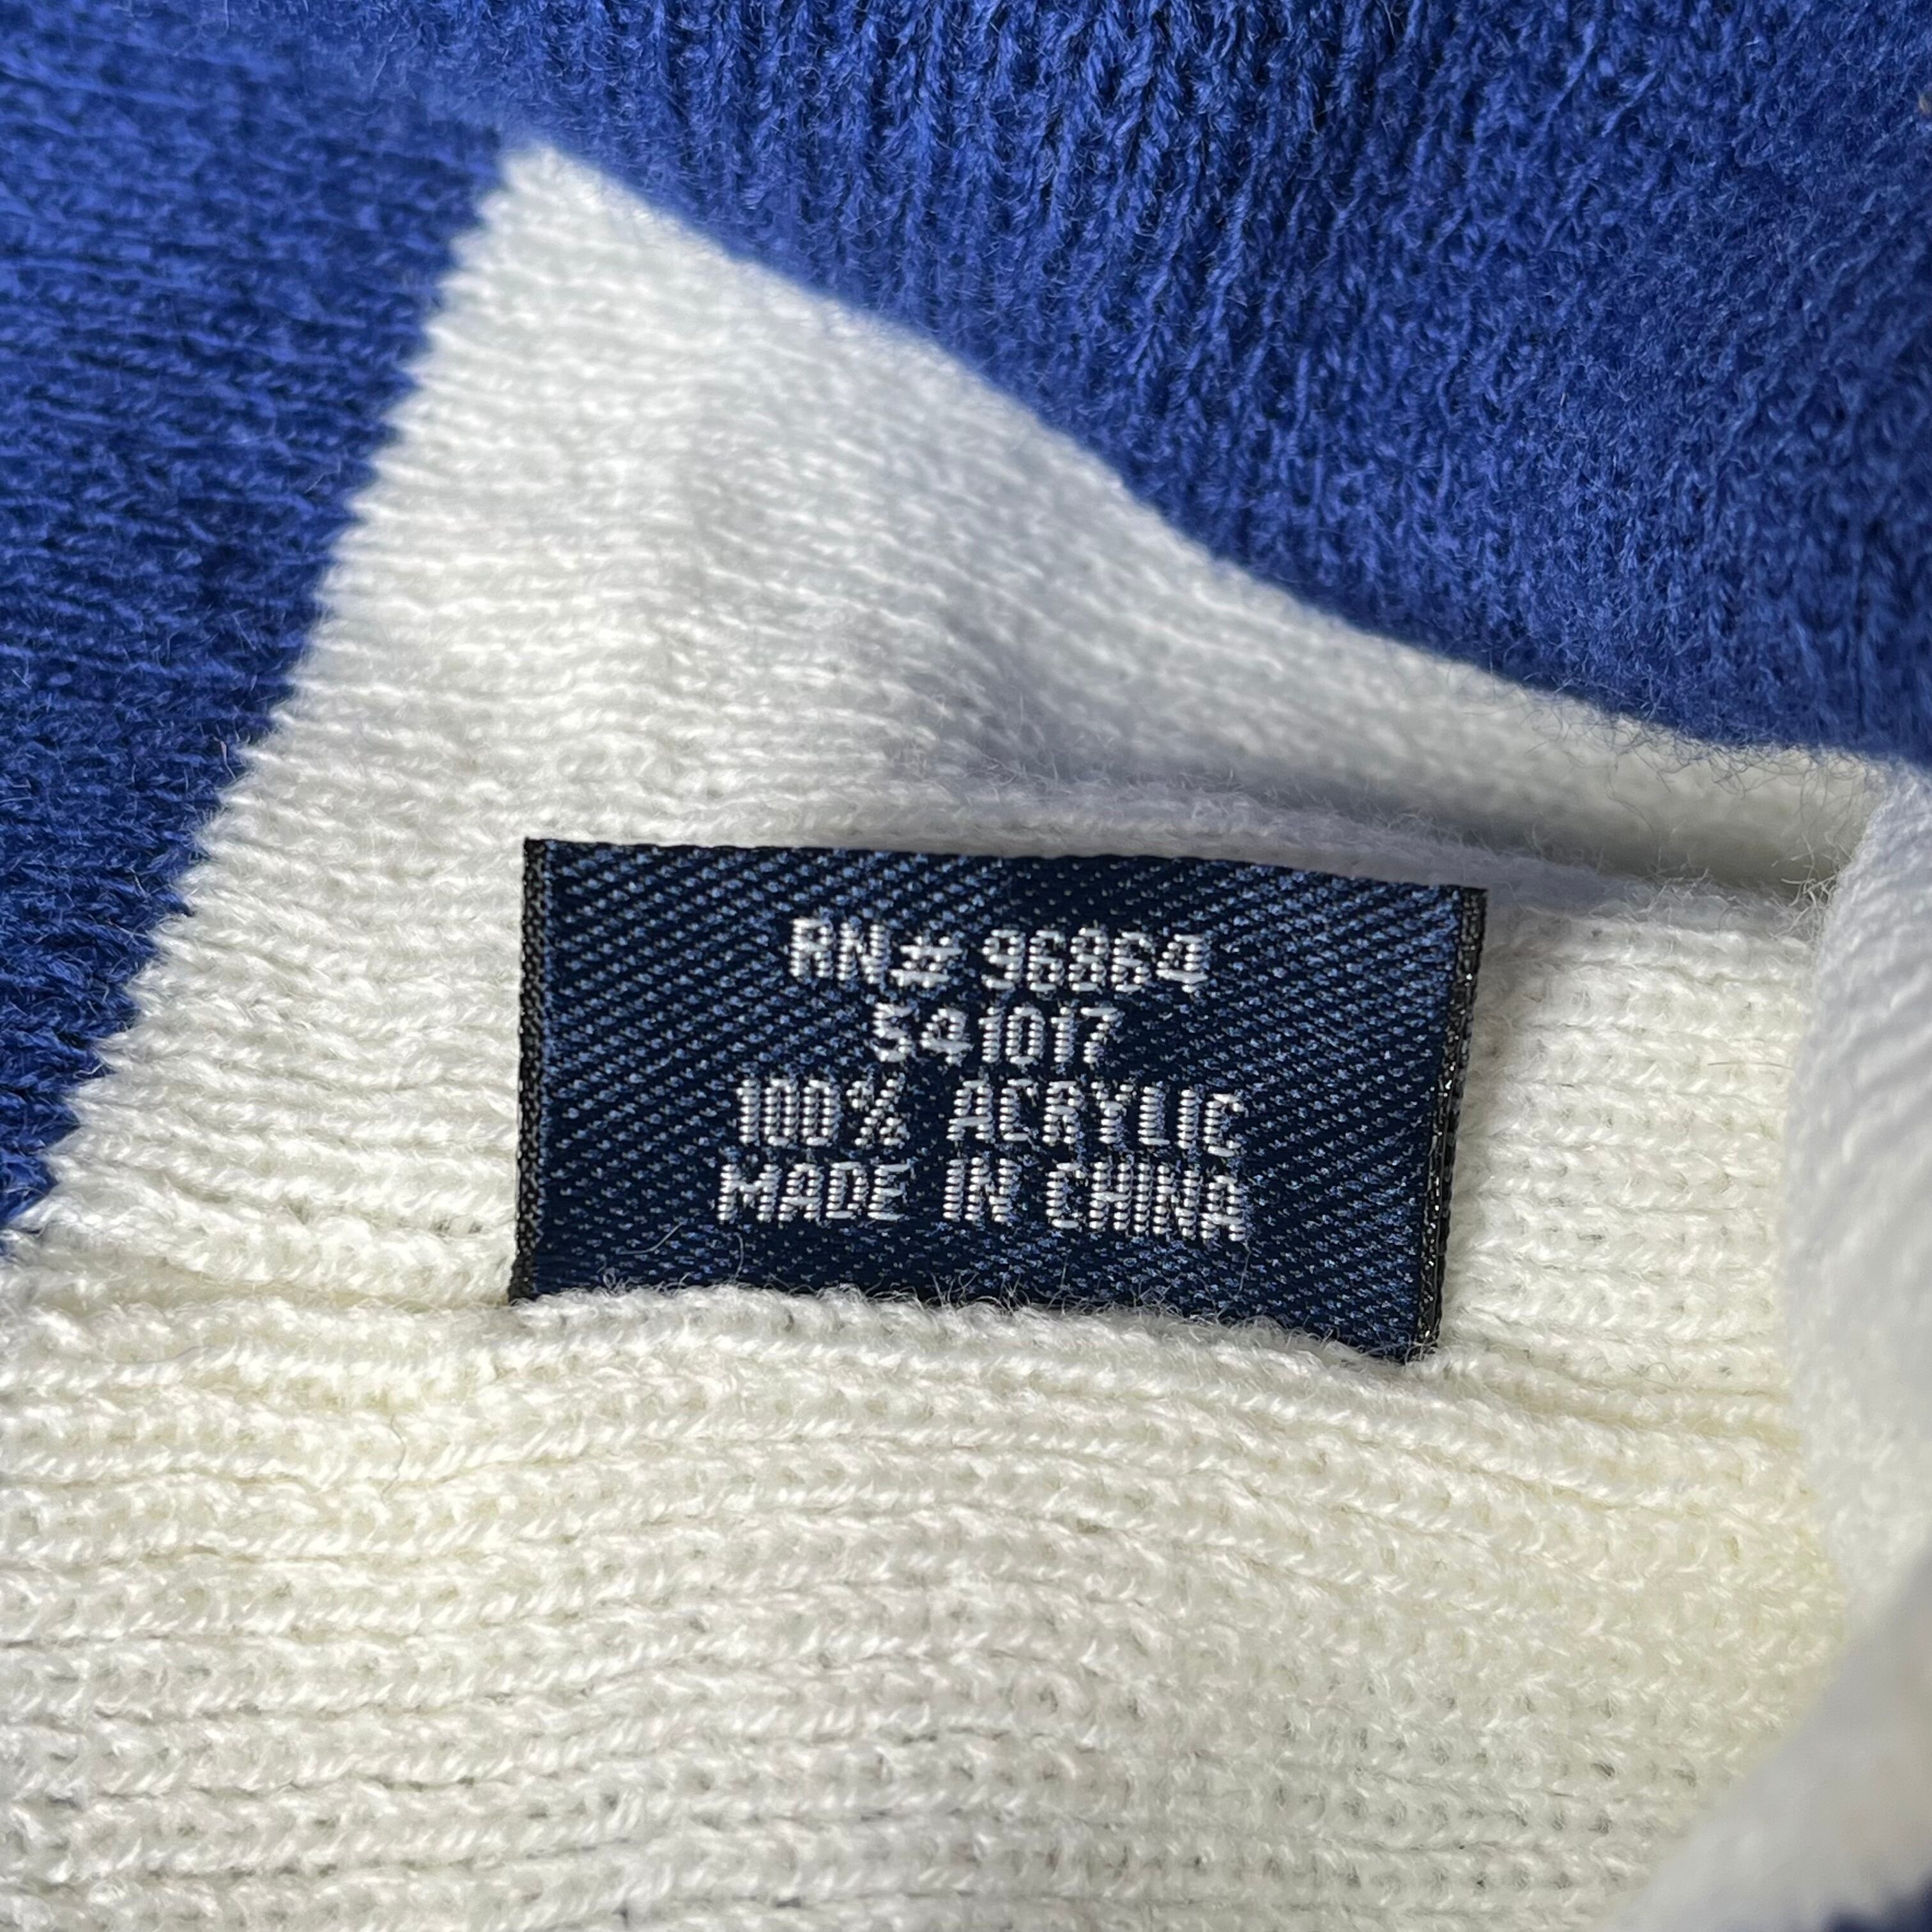 RN# 96864
541017
100% ACRYLIC
MADE IN CHINA